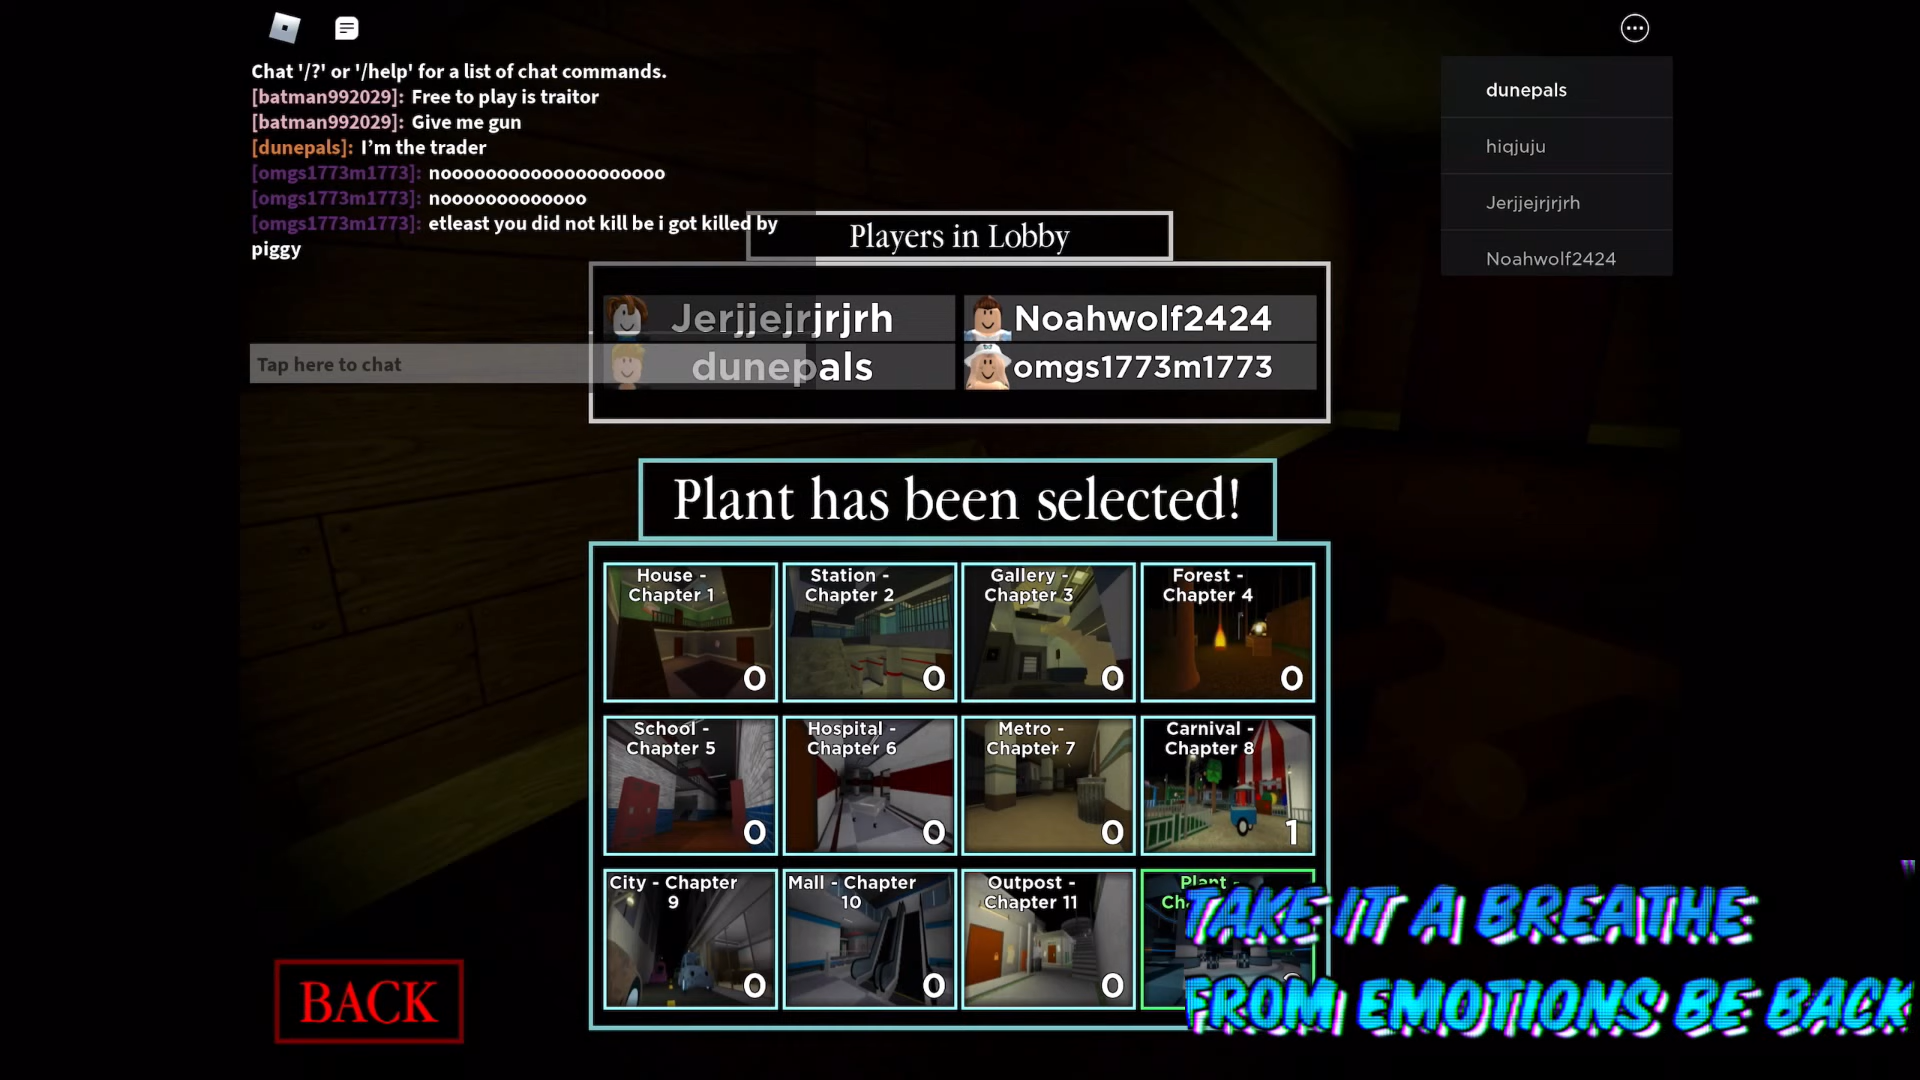 Chat '/?' or '/help' for a list of chat commands.
[batman992029]: Free to play is traitor
[batman992029]: Give me gun
[dunepals]: I'm the trader
[omgs1773m1773]: noooooooooooooooooooo
[omgs1773m1773]: nooooooooooooo
[omgs1773m1773]: etleast you did not kill be i got killed by
piggy
Tap here to chat
dunepals
hiqjuju
Jerjjejrjrjrh
Noahwolf2424
Players in Lobby
Jerjjejrjrjrh
Noahwolf2424
dunepals
omgs1773m1773
Plant has been selected!
House -
Chapter 1
0
Station -
Chapter 2
0
Gallery -
Chapter 3
0
Forest -
Chapter 4
0
School -
Chapter 5
0
Hospital -
Chapter 6
0
Metro -
Chapter 7
0
Carnival -
Chapter 8
1
City - Chapter
9
0
Mall - Chapter
10
0
Outpost -
Chapter 11
0
Plant -
BACK
TAKE IT A BREATHE
FROM EMOTIONS BE BACK